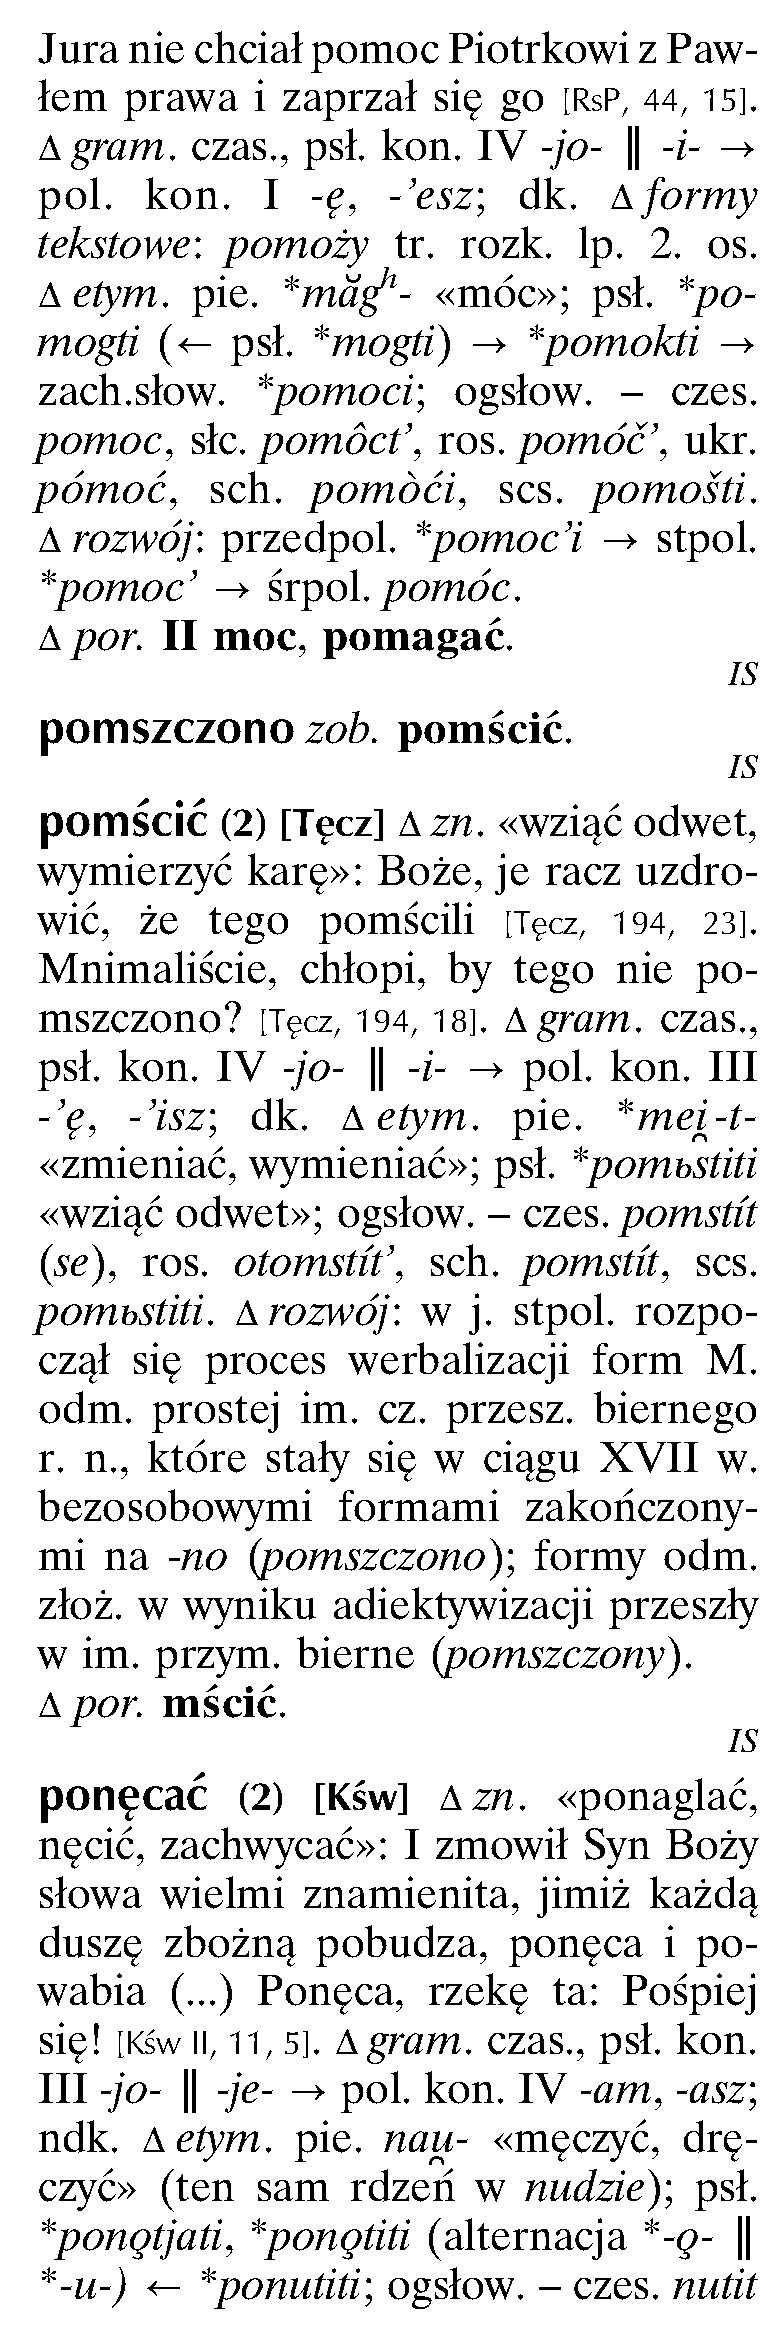 Jura nie chciał pomoc Piotrkowi z Paw-
łem prawa i zaprzał się go [RsP, 44, 15].
Δ gram. czas., psł. kon. IV -jo- ‖ -i- →
pol. kon. I -ę, -’esz; dk. Δ formy
tekstowe: pomoży tr. rozk. lp. 2. os.
Δ etym. pie. *măgʰ- «móc»; psł. *po-
mogti (← psł. *mogti) → *pomokti →
zach.słow. *pomoci; ogsłow. – czes.
pomoc, słc. pomôct’, ros. pomóč’, ukr.
pómoć, sch. pomòći, scs. pomošti.
Δ rozwój: przedpol. *pomoc’i → stpol.
*pomoc’ → śrpol. pomóc.
Δ por. II moc, pomagać.
IS
pomszczono zob. pomścić.
IS
pomścić (2) [Tęcz] Δ zn. «wziąć odwet,
wymierzyć karę»: Boże, je racz uzdro-
wić, że tego pomścili [Tęcz, 194, 23].
Mnimaliście, chłopi, by tego nie po-
mszczono? [Tęcz, 194, 18]. Δ gram. czas.,
psł. kon. IV -jo- ‖ -i- → pol. kon. III
-’ę, -’isz; dk. Δ etym. pie. *mei̯-t-
«zmieniać, wymieniać»; psł. *pomьstiti
«wziąć odwet»; ogsłow. – czes. pomstít
(se), ros. otomstít’, sch. pomstít, scs.
pomьstiti. Δ rozwój: w j. stpol. rozpo-
czął się proces werbalizacji form M.
odm. prostej im. cz. przesz. biernego
r. n., które stały się w ciągu XVII w.
bezosobowymi formami zakończony-
mi na -no (pomszczono); formy odm.
złoż. w wyniku adiektywizacji przeszły
w im. przym. bierne (pomszczony).
Δ por. mścić.
IS
ponęcać (2) [Kśw] Δ zn. «ponaglać,
nęcić, zachwycać»: I zmowił Syn Boży
słowa wielmi znamienita, jimiż każdą
duszę zbożną pobudza, ponęca i po-
wabia (...) Ponęca, rzekę ta: Pośpiej
się! [Kśw II, 11, 5]. Δ gram. czas., psł. kon.
III -jo- ‖ -je- → pol. kon. IV -am, -asz;
ndk. Δ etym. pie. nau̯- «męczyć, drę-
czyć» (ten sam rdzeń w nudzie); psł.
*ponǫtjati, *ponǫtiti (alternacja *-ǫ- ‖
*-u-) ← *ponutiti; ogsłow. – czes. nutit